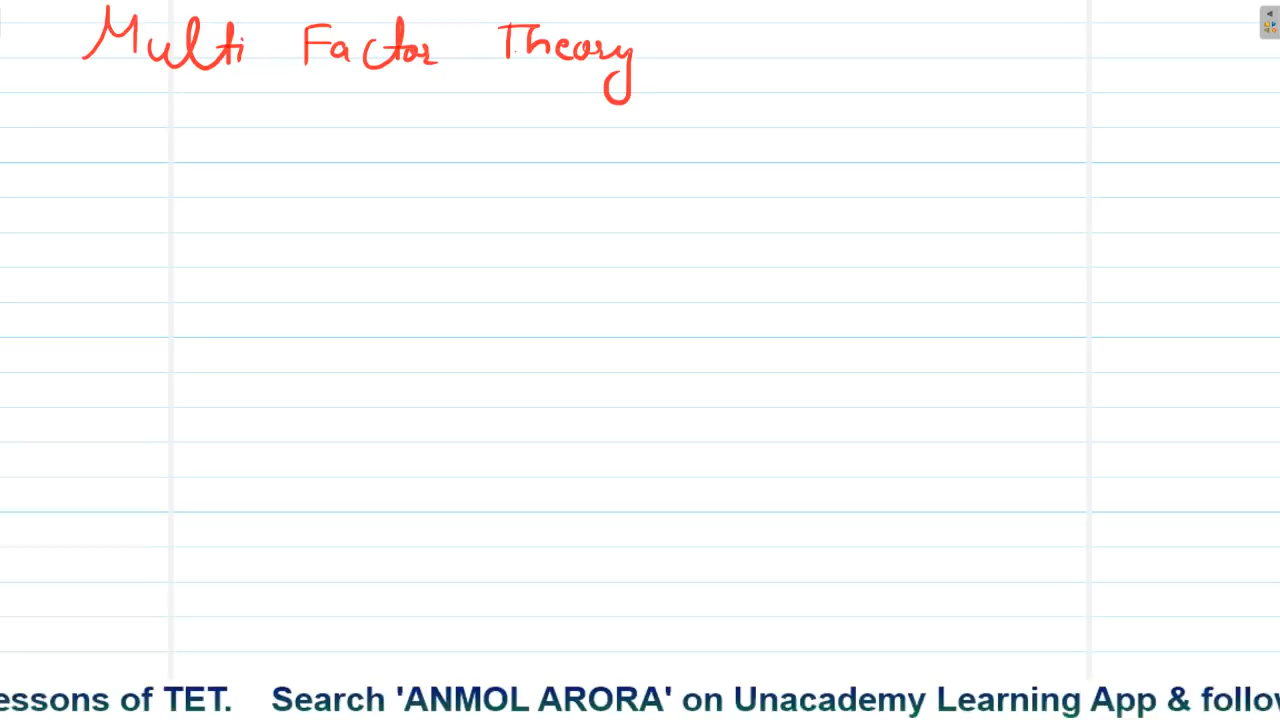 Multi Factor Theory
essons of TET. Search 'ANMOL ARORA' on Unacademy Learning App & follow